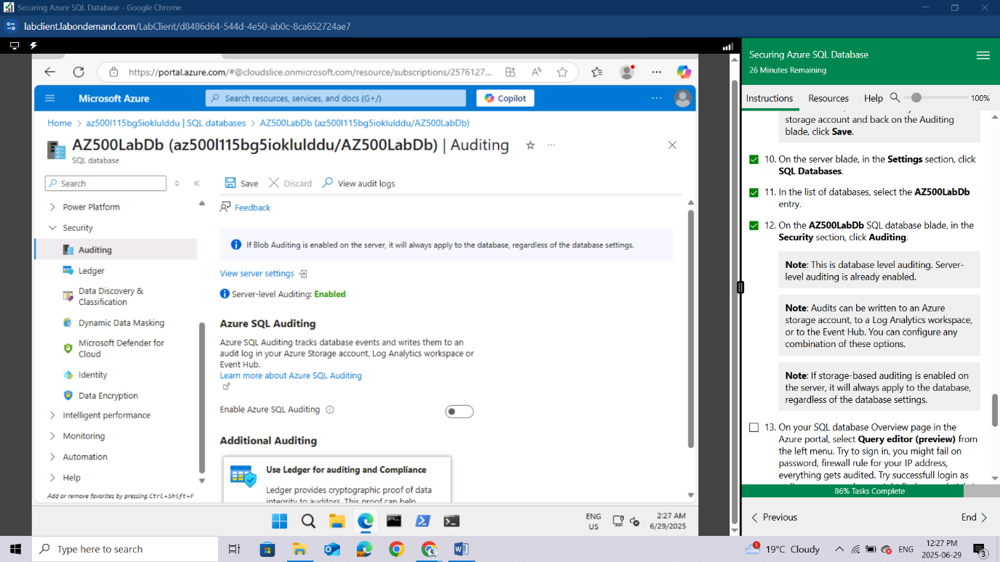 Securing Azure SQL Database - Google Chrome
labclient.labondemand.com/LabClient/d8486d64-544d-4e50-ab0c-8ca652724ae7
https://portal.azure.com/#@cloudslice.onmicrosoft.com/resource/subscriptions/2576127...
Microsoft Azure
Search resources, services, and docs (G+/)
Copilot
Home > az500l115bg5ioklulddu | SQL databases > AZ500LabDb (az500l115bg5ioklulddu/AZ500LabDb)
AZ500LabDb (az500l115bg5ioklulddu/AZ500LabDb) | Auditing
SQL database
Search
Power Platform
Security
Auditing
Ledger
Data Discovery &
Classification
Dynamic Data Masking
Microsoft Defender for
Cloud
Identity
Data Encryption
Intelligent performance
Monitoring
Automation
Help
Add or remove favorites by pressing Ctrl+Shift+F
Save
Discard
View audit logs
Feedback
If Blob Auditing is enabled on the server, it will always apply to the database, regardless of the database settings.
View server settings
Server-level Auditing: Enabled
Azure SQL Auditing
Azure SQL Auditing tracks database events and writes them to an
audit log in your Azure Storage account, Log Analytics workspace or
Event Hub.
Learn more about Azure SQL Auditing
Enable Azure SQL Auditing
Additional Auditing
Use Ledger for auditing and Compliance
Ledger provides cryptographic proof of data
integrity to auditors. This proof can help
ENG
US
2:27 AM
6/29/2025
Securing Azure SQL Database
26 Minutes Remaining
Instructions
Resources
Help
100%
storage account and back on the Auditing
blade, click Save.
10. On the server blade, in the Settings section, click
SQL Databases.
11. In the list of databases, select the AZ500LabDb
entry.
12. On the AZ500LabDb SQL database blade, in the
Security section, click Auditing.
Note: This is database level auditing. Server-
level auditing is already enabled.
Note: Audits can be written to an Azure
storage account, to a Log Analytics workspace,
or to the Event Hub. You can configure any
combination of these options.
Note: If storage-based auditing is enabled on
the server, it will always apply to the database,
regardless of the database settings.
13. On your SQL database Overview page in the
Azure portal, select Query editor (preview) from
the left menu. Try to sign in, you might fail on
password, firewall rule for your IP address,
everything gets audited. Try successfull login as
86% Tasks Complete
Previous
End
Type here to search
1
19°C Cloudy
ENG
12:27 PM
2025-06-29
3